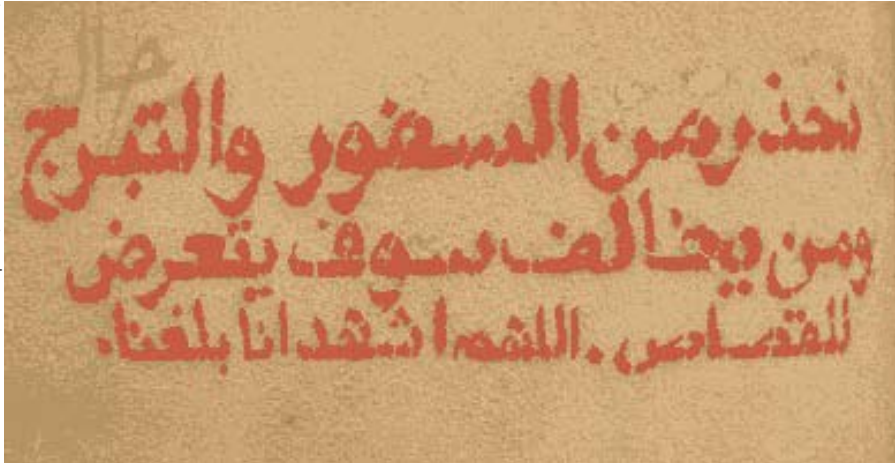 نحذر من السفور والتبرج
ومن يخالف سوف يتعرض
للقصاص . اللهم اشهد انا بلغنا .